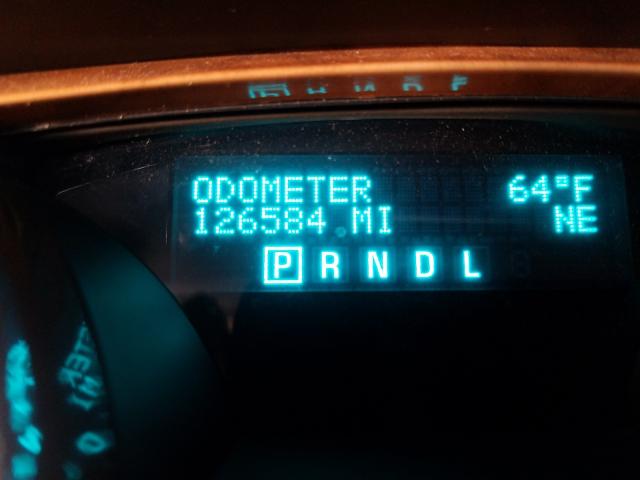 ODOMETER 64°F
126584 MI NE
P R N D L